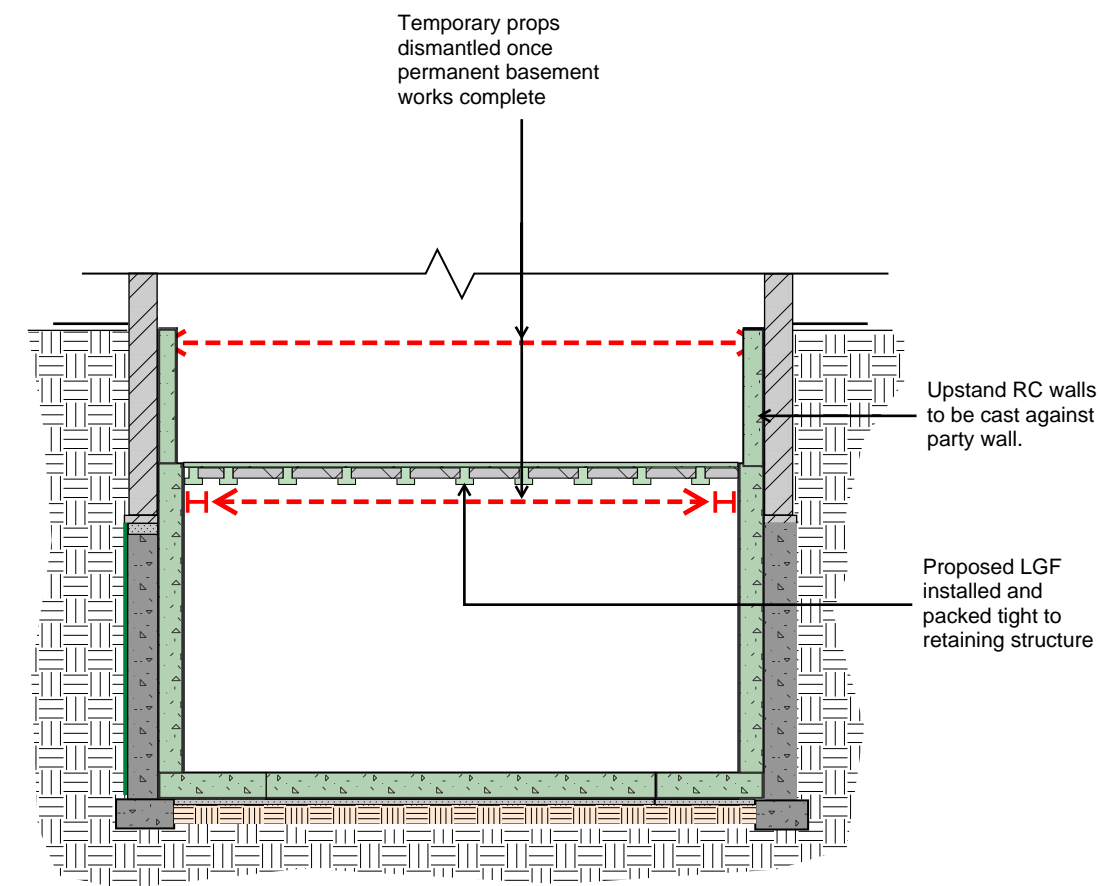 Temporary props
dismantled once
permanent basement
works complete
Upstand RC walls
to be cast against
party wall.
Proposed LGF
installed and
packed tight to
retaining structure